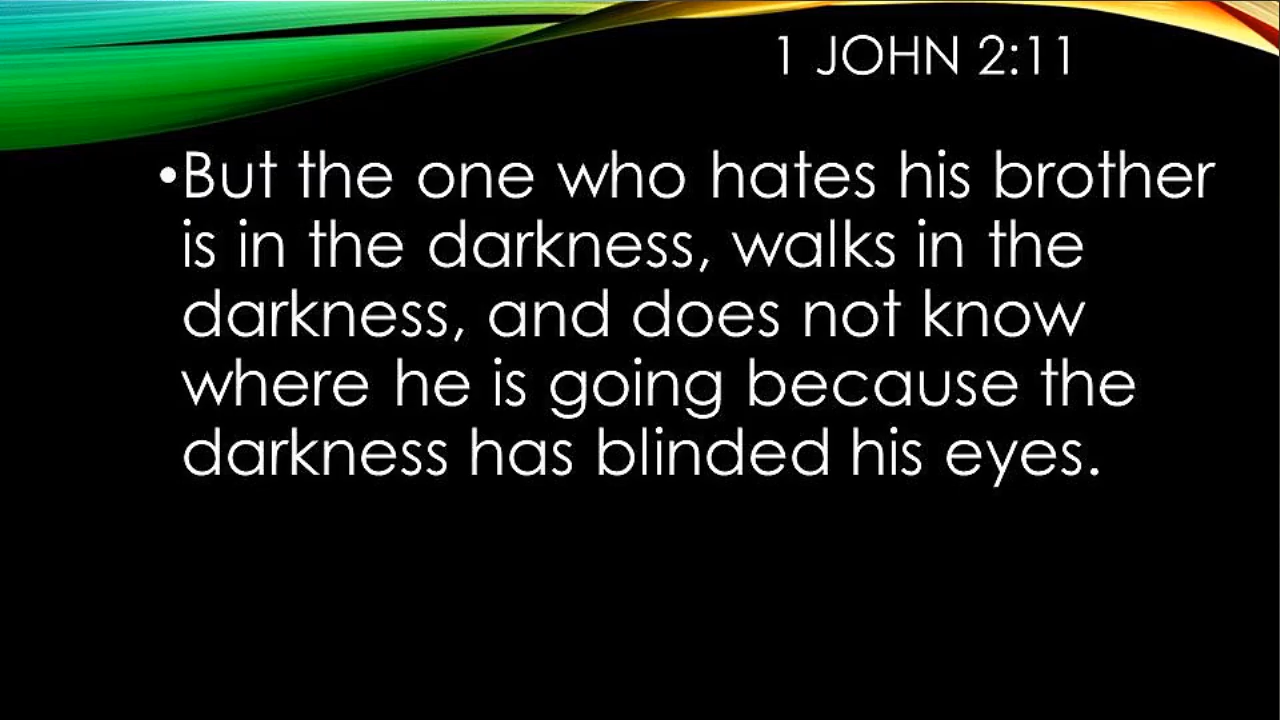 1 JOHN 2:11
•But the one who hates his brother
is in the darkness, walks in the
darkness, and does not know
where he is going because the
darkness has blinded his eyes.